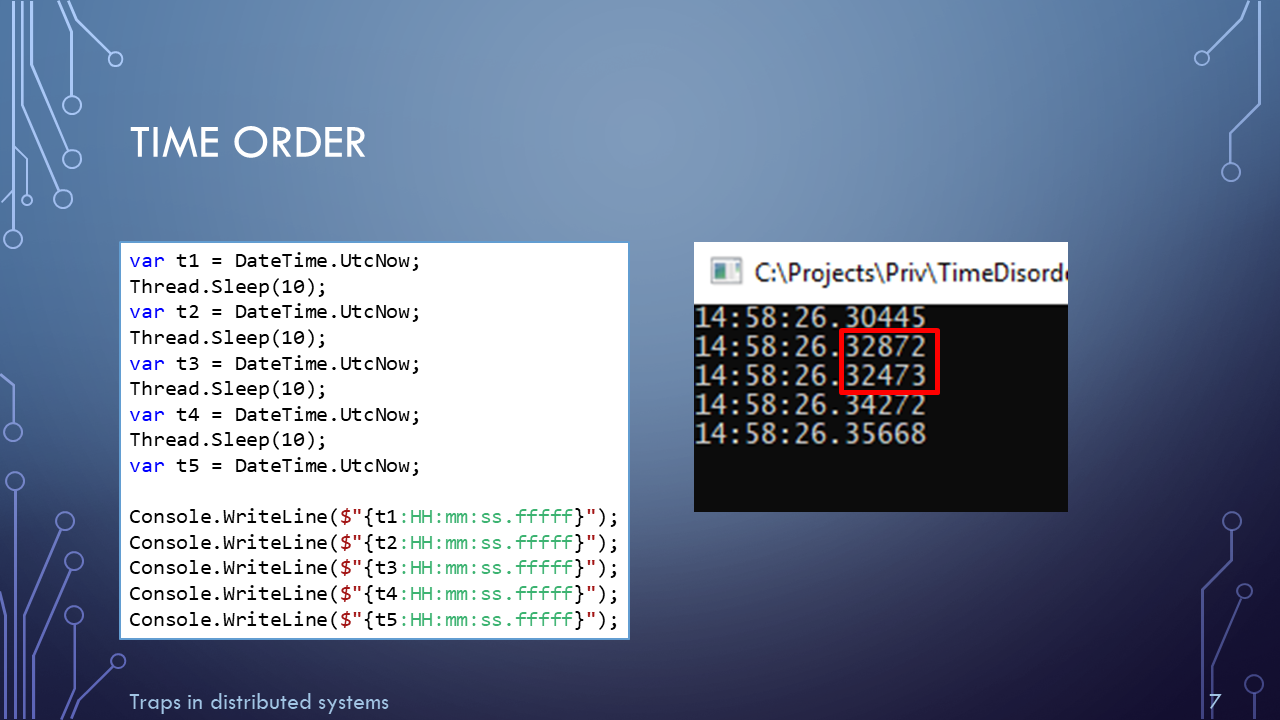 TIME ORDER
var t1 = DateTime.UtcNow;
Thread.Sleep(10);
var t2 = DateTime.UtcNow;
Thread.Sleep(10);
var t3 = DateTime.UtcNow;
Thread.Sleep(10);
var t4 = DateTime.UtcNow;
Thread.Sleep(10);
var t5 = DateTime.UtcNow;
Console.WriteLine($"{t1:HH:mm:ss.fffff}");
Console.WriteLine($"{t2:HH:mm:ss.fffff}");
Console.WriteLine($"{t3:HH:mm:ss.fffff}");
Console.WriteLine($"{t4:HH:mm:ss.fffff}");
Console.WriteLine($"{t5:HH:mm:ss.fffff}");
C:\Projects\Priv\TimeDisorde
14:58:26.30445
14:58:26.32872
14:58:26.32473
14:58:26.34272
14:58:26.35668
Traps in distributed systems
7